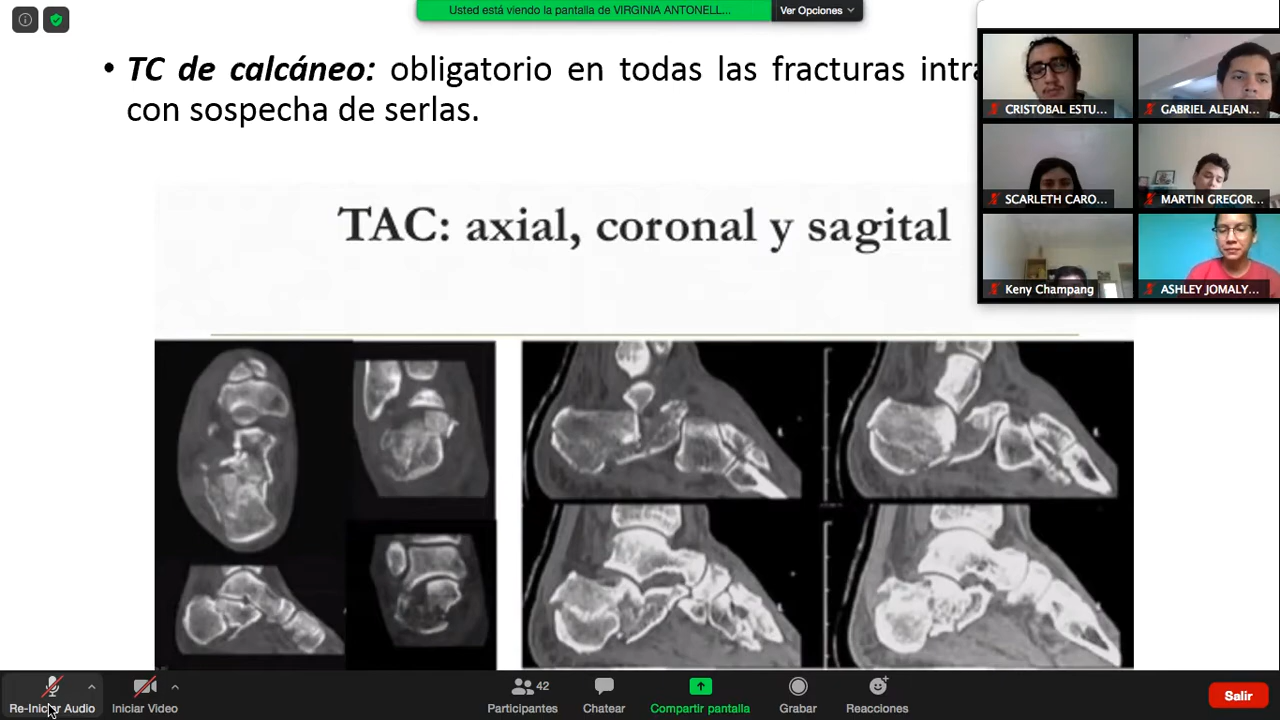 Usted está viendo la pantalla de VIRGINIA ANTONELL...
Ver Opciones
• TC de calcáneo: obligatorio en todas las fracturas
con sospecha de serlas.
TAC: axial, coronal y sagital
CRISTOBAL ESTU...
GABRIEL ALEJAN...
SCARLETH CARO...
MARTIN GREGOR...
Keny Champang
ASHLEY JOMALY...
Re-Iniciar Audio
Iniciar Video
42
Participantes
Chatear
Compartir pantalla
Grabar
Reacciones
Salir